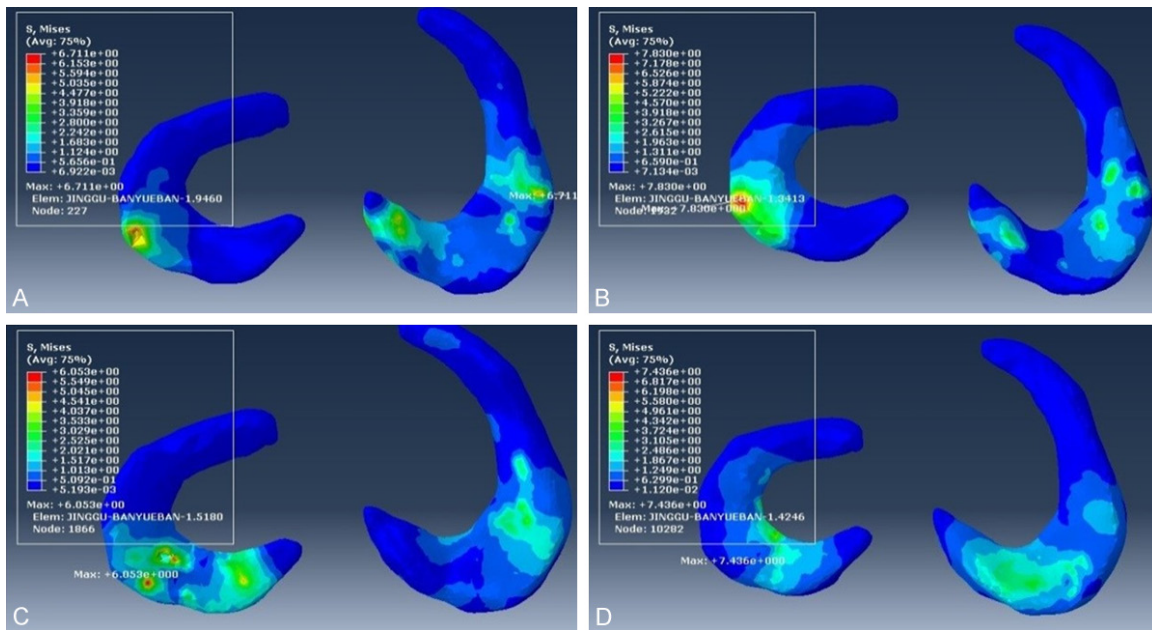 S, Mises
(Avg: 75%)
+6.711e+00
+6.153e+00
+5.594e+00
+5.035e+00
+4.477e+00
+3.918e+00
+3.359e+00
+2.800e+00
+2.242e+00
+1.683e+00
+1.124e+00
+5.656e-01
+6.922e-03
Max: +6.711e+00
Elem: JINGGU-BANYUEBAN-1.9460
Node: 227
Max: +6.711
A
S, Mises
(Avg: 75%)
+7.830e+00
+7.178e+00
+6.526e+00
+5.874e+00
+5.222e+00
+4.570e+00
+3.918e+00
+3.267e+00
+2.615e+00
+1.963e+00
+1.311e+00
+6.590e-01
+7.134e-03
Max: +7.830e+00
Elem: JINGGU-BANYUEBAN-1.3413
Node:
Max: +7.830e+000
B
S, Mises
(Avg: 75%)
+6.053e+00
+5.549e+00
+5.045e+00
+4.541e+00
+4.037e+00
+3.533e+00
+3.029e+00
+2.525e+00
+2.021e+00
+1.517e+00
+1.013e+00
+5.092e-01
+5.193e-03
Max: +6.053e+00
Elem: JINGGU-BANYUEBAN-1.5180
Node: 1866
Max: +6.053e+000
C
S, Mises
(Avg: 75%)
+7.436e+00
+6.817e+00
+6.198e+00
+5.580e+00
+4.961e+00
+4.342e+00
+3.724e+00
+3.105e+00
+2.486e+00
+1.867e+00
+1.249e+00
+6.299e-01
+1.120e-02
Max: +7.436e+00
Elem: JINGGU-BANYUEBAN-1.4246
Node: 10282
Max: +7.436e+000
D